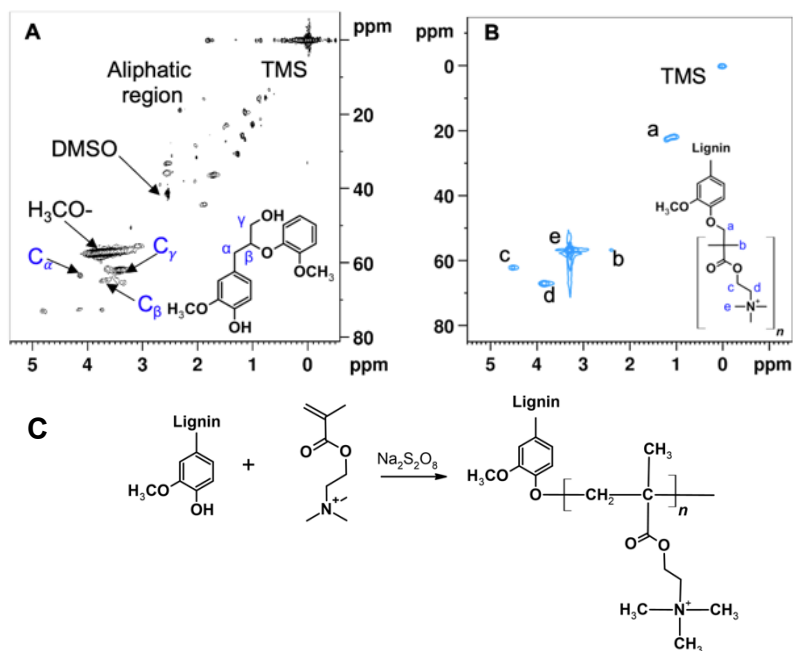 A
Aliphatic
region
TMS
DMSO
H₃CO-
Cα
Cγ
Cβ
γ
OH
α
β
O
OCH₃
H₃CO
OH
ppm
20
40
60
80
5 4 3 2 1 0 ppm
B
ppm
0
20
40
60
80
TMS
a
c
e
b
d
Lignin
H₃CO
O
a
b
O
O
c
d
e
N⁺
n
5 4 3 2 1 0 ppm
C
Lignin
H₃CO
OH
+
O
O
N⁺
Na₂S₂O₈
Lignin
H₃CO
O
CH₂
C
CH₃
n
O
O
H₃C
N⁺
CH₃
CH₃